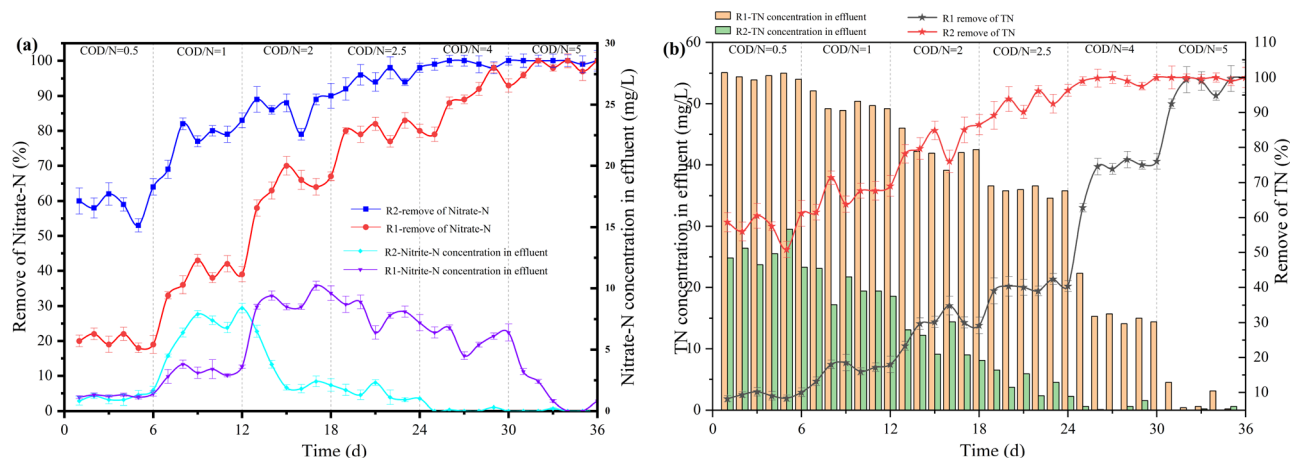 (a)
COD/N=0.5 COD/N=1 COD/N=2 COD/N=2.5 COD/N=4 COD/N=5
100
90
80
70
60
50
40
30
20
10
0
Remove of Nitrate-N (%)
30
25
20
15
10
5
0
Nitrate-N concentration in effluent (mg/L)
R2-remove of Nitrate-N
R1-remove of Nitrate-N
R2-Nitrite-N concentration in effluent
R1-Nitrite-N concentration in effluent
0 6 12 18 24 30 36
Time (d)
R1-TN concentration in effluent R1 remove of TN
R2-TN concentration in effluent R2 remove of TN
(b)
COD/N=0.5 COD/N=1 COD/N=2 COD/N=2.5 COD/N=4 COD/N=5
60
50
40
30
20
10
0
TN concentration in effluent (mg/L)
110
100
90
80
70
60
50
40
30
20
10
Remove of TN (%)
0 6 12 18 24 30 36
Time (d)